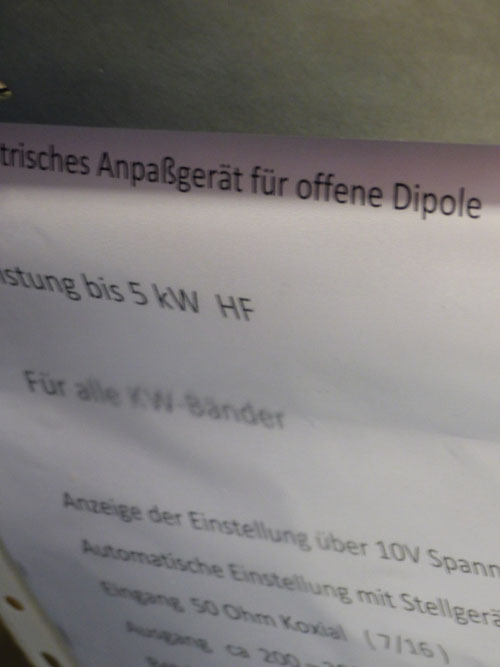 trisches Anpaßgerät für offene Dipole
istung bis 5 kW HF
Für alle KW-Bänder
Anzeige der Einstellung über 10V Spann
Automatische Einstellung mit Stellgerä
Eingang 50 Ohm Koxial (7/16)
Ausgang ca 200